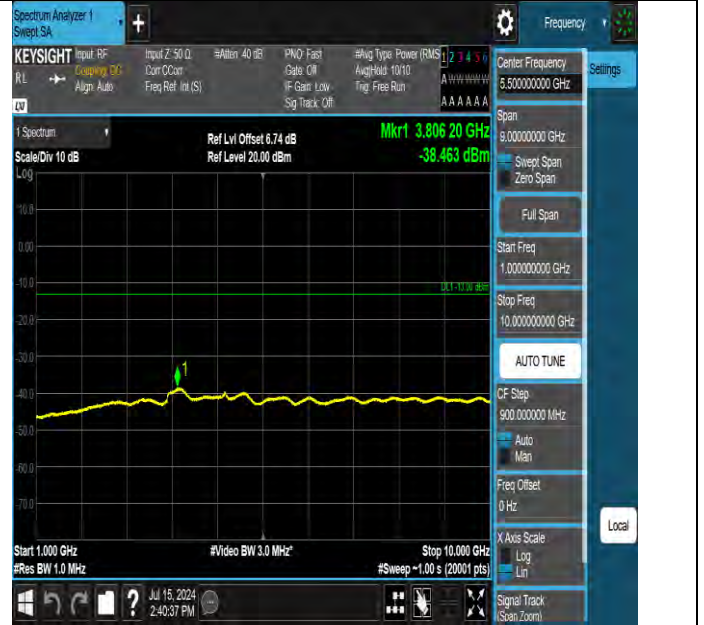 Spectrum Analyzer 1
Swept SA
+
Frequency
KEYSIGHT
Input: RF
Coupling: DC
Align: Auto
Input Z: 50 Ω
Corr CCorr
Freq Ref: Int (S)
#Atten: 40 dB
PNO: Fast
Gate: Off
IF Gain: Low
Sig Track: Off
#Avg Type: Power (RMS
Avg|Hold: 10/10
Trig: Free Run
1 2 3 4 5 6
A W W W W W
A A A A A A
RL
LXI
1 Spectrum
Scale/Div 10 dB
Ref Lvl Offset 6.74 dB
Ref Level 20.00 dBm
Mkr1 3.806 20 GHz
-38.463 dBm
Log
10.0
0.00
-10.0
DL1 -13.00 dBm
-20.0
-30.0
1
-40.0
-50.0
-60.0
-70.0
Start 1.000 GHz
#Res BW 1.0 MHz
#Video BW 3.0 MHz*
Stop 10.000 GHz
#Sweep ~1.00 s (20001 pts)
?
Jul 15, 2024
2:40:37 PM
Center Frequency
5.500000000 GHz
Settings
Span
9.00000000 GHz
Swept Span
Zero Span
Full Span
Start Freq
1.000000000 GHz
Stop Freq
10.000000000 GHz
AUTO TUNE
CF Step
900.000000 MHz
Auto
Man
Freq Offset
0 Hz
X Axis Scale
Log
Lin
Local
Signal Track
(Span Zoom)